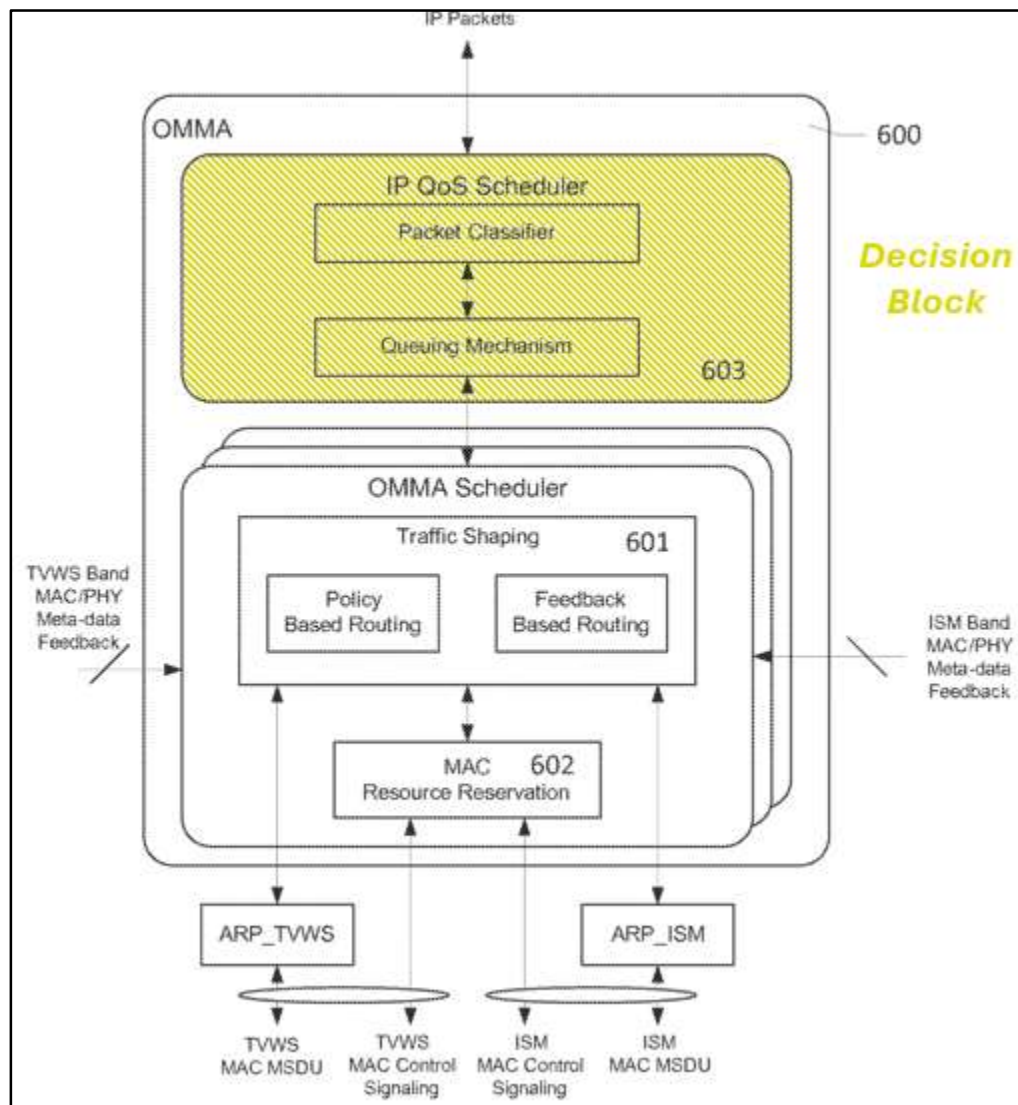 IP Packets
OMMA
600
IP QoS Scheduler
Packet Classifier
Queuing Mechanism
603
Decision
Block
OMMA Scheduler
Traffic Shaping
601
Policy
Based Routing
Feedback
Based Routing
TVWS Band
MAC/PHY
Meta-data
Feedback
ISM Band
MAC/PHY
Meta-data
Feedback
MAC
602
Resource Reservation
ARP_TVWS
ARP_ISM
TVWS
MAC MSDU
TVWS
MAC Control
Signaling
ISM
MAC Control
Signaling
ISM
MAC MSDU